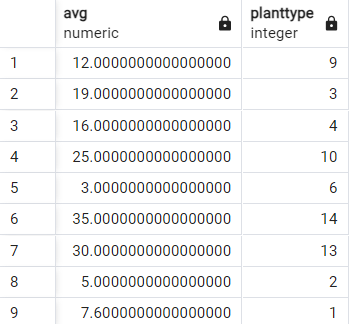 avg numeric planttype integer
1 12.0000000000000000 9
2 19.0000000000000000 3
3 16.0000000000000000 4
4 25.0000000000000000 10
5 3.0000000000000000 6
6 35.0000000000000000 14
7 30.0000000000000000 13
8 5.0000000000000000 2
9 7.6000000000000000 1